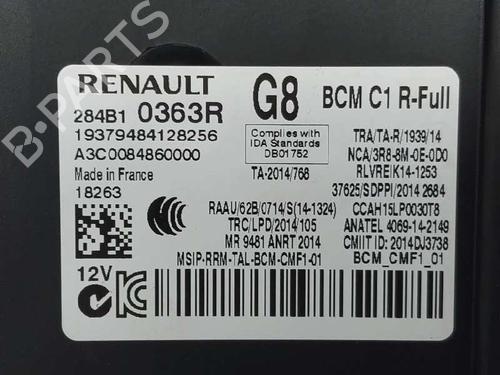 B-PARTS
RENAULT
284B1 0363R
G8
BCM C1 R-Full
19379484128256
Complies with
IDA Standards
DB01752
TRA/TA-R/1939/14
A3C0084860000
NCA/3R8-8M-0E-0D0
Made in France
TA-2014/768
RLVREIK14-1253
18263
37625/SDPPI/2014 2684
RAAU/62B/0714/S(14-1324)
CCAH15LP0030T8
TRC/LPD/2014/105
ANATEL 4069-14-2149
MR 9481 ANRT 2014
CMIIT ID: 2014DJ3738
12V
MSIP-RRM-TAL-BCM-CMF1-01
BCM_CMF1_01